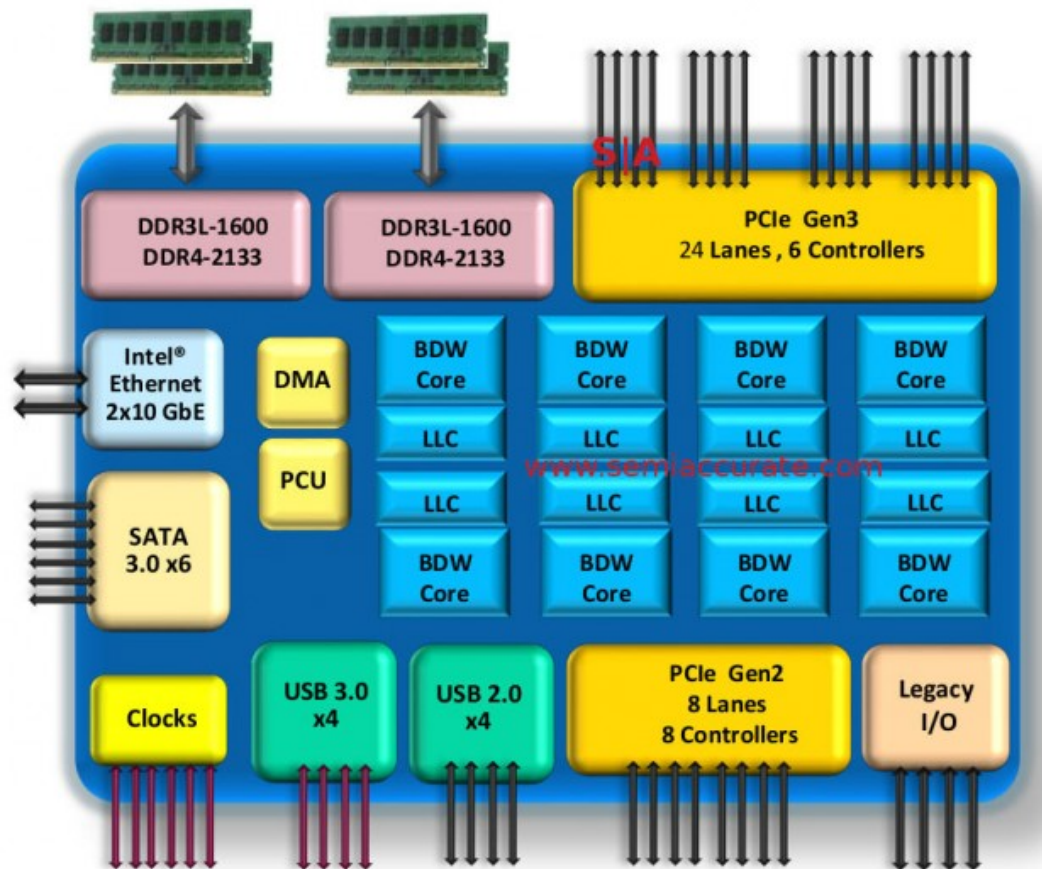 S|A
DDR3L-1600
DDR4-2133
DDR3L-1600
DDR4-2133
PCIe Gen3
24 Lanes , 6 Controllers
Intel®
Ethernet
2x10 GbE
DMA
PCU
BDW
Core
BDW
Core
BDW
Core
BDW
Core
LLC
LLC
LLC
LLC
www.semiaccurate.com
LLC
LLC
LLC
LLC
BDW
Core
BDW
Core
BDW
Core
BDW
Core
SATA
3.0 x6
Clocks
USB 3.0
x4
USB 2.0
x4
PCIe Gen2
8 Lanes
8 Controllers
Legacy
I/O